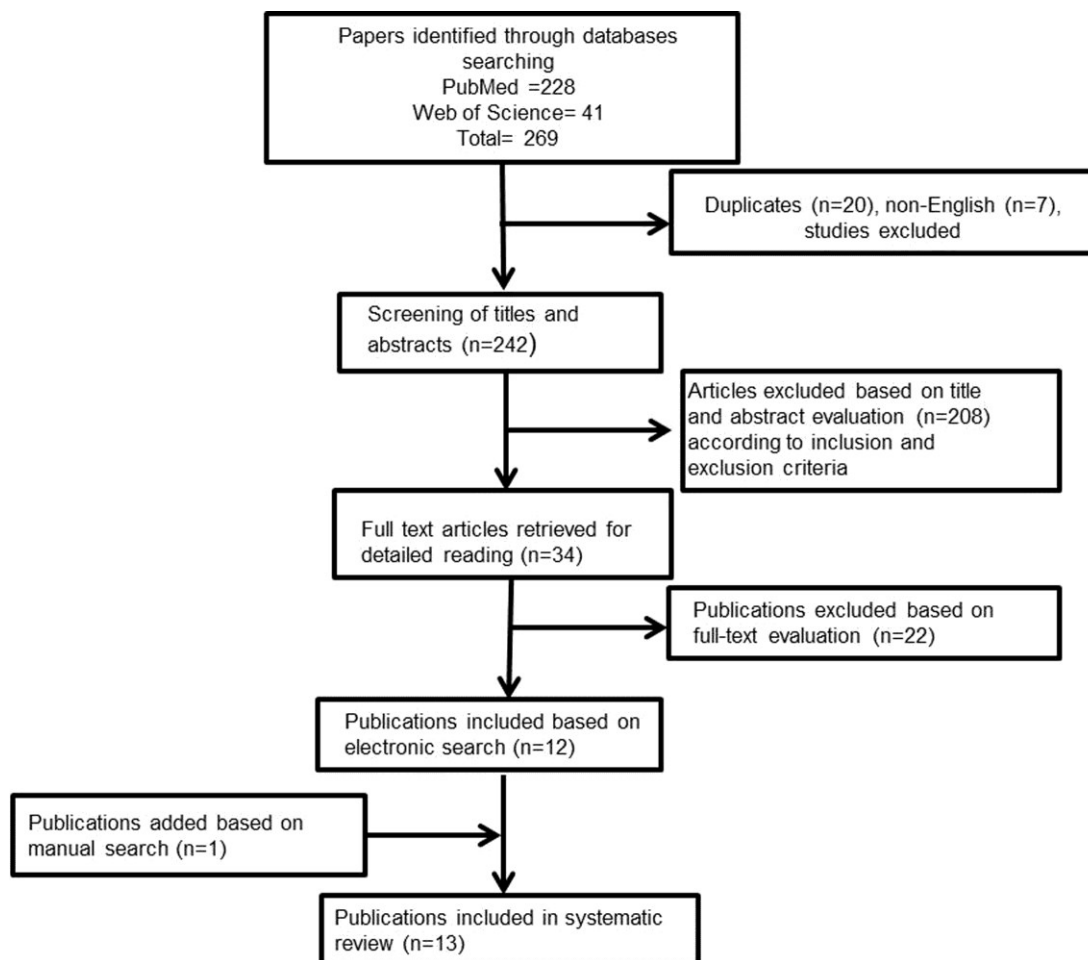 Papers identified through databases
searching
PubMed =228
Web of Science= 41
Total= 269
Duplicates (n=20), non-English (n=7),
studies excluded
Screening of titles and
abstracts (n=242)
Articles excluded based on title
and abstract evaluation (n=208)
according to inclusion and
exclusion criteria
Full text articles retrieved for
detailed reading (n=34)
Publications excluded based on
full-text evaluation (n=22)
Publications included based on
electronic search (n=12)
Publications added based on
manual search (n=1)
Publications included in systematic
review (n=13)